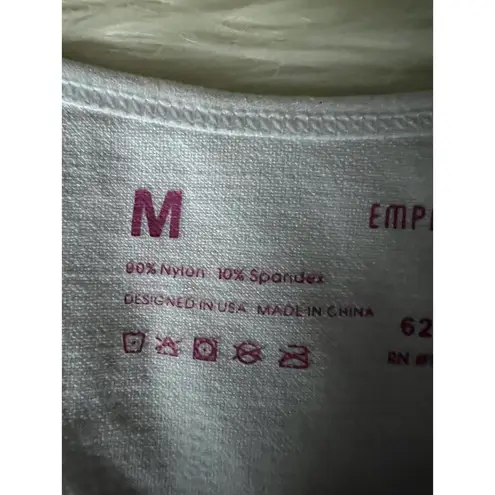 M
EMP
90% Nylon 10% Spandex
DESIGNED IN USA MADE IN CHINA
62
RN #